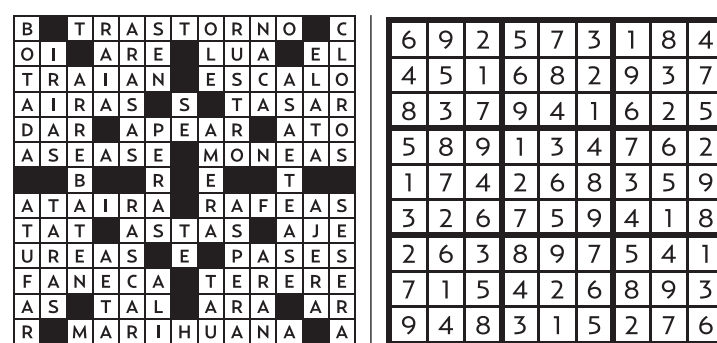 B TRASTORNO C
OI ARE LUA EL
TRAIAN ESCALO
AIRAS S TASAR
DAR APEAR ATO
ASEASE MONEAS
B R E T
ATAIRA RAFEAS
TAT ASTAS AJE
UREAS E PASES
FANECA TERERE
AS TAL ARA AR
R MARIHUANA A
6 9 2 5 7 3 1 8 4
4 5 1 6 8 2 9 3 7
8 3 7 9 4 1 6 2 5
5 8 9 1 3 4 7 6 2
1 7 4 2 6 8 3 5 9
3 2 6 7 5 9 4 1 8
2 6 3 8 9 7 5 4 1
7 1 5 4 2 6 8 9 3
9 4 8 3 1 5 2 7 6